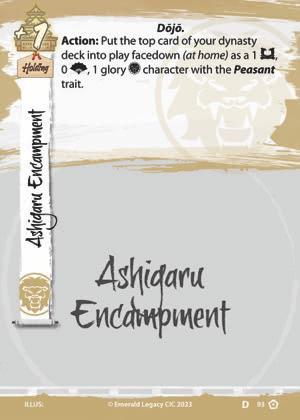 1
Dōjō.
Action: Put the top card of your dynasty
deck into play facedown (at home) as a 1 ,
0 , 1 glory character with the Peasant
trait.
Holding
Ashigaru Encampment
Ashigaru
Encampment
ILLUS:
© Emerald Legacy CIC 2023
D
93